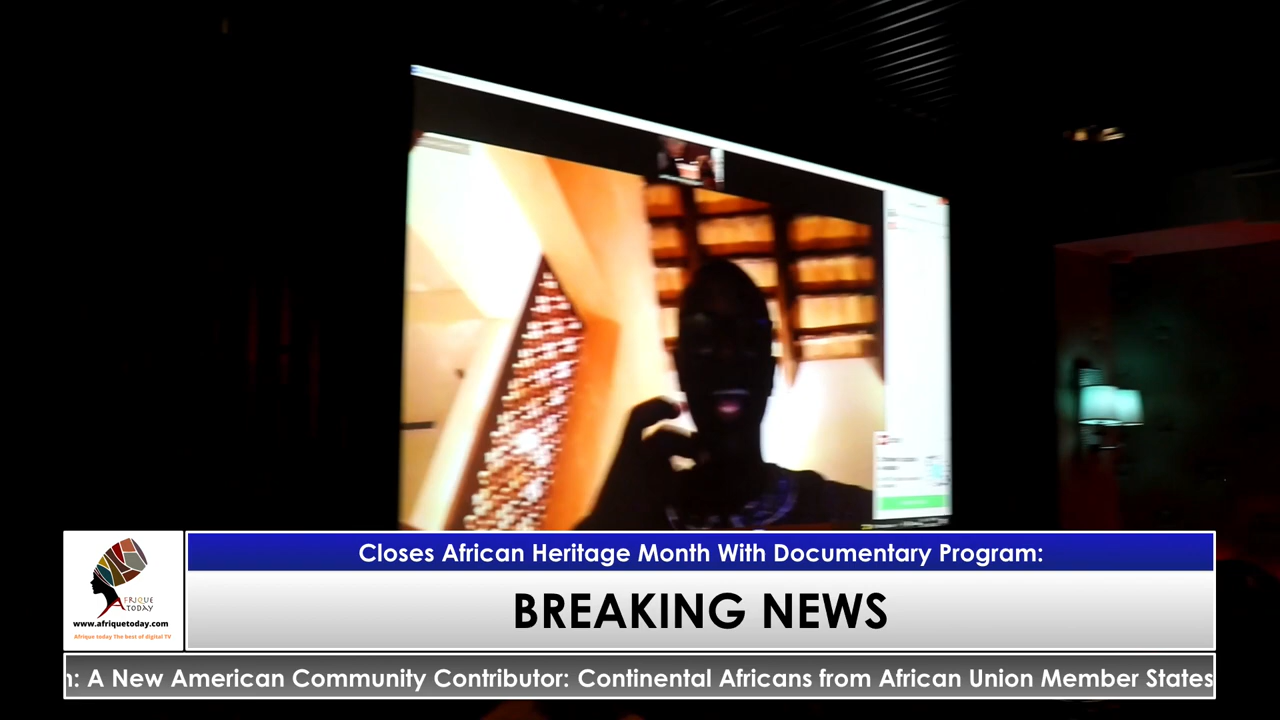 Closes African Heritage Month With Documentary Program:
BREAKING NEWS
AFRIQUE
TODAY
www.afriquetoday.com
Afrique today The best of digital TV
: A New American Community Contributor: Continental Africans from African Union Member States